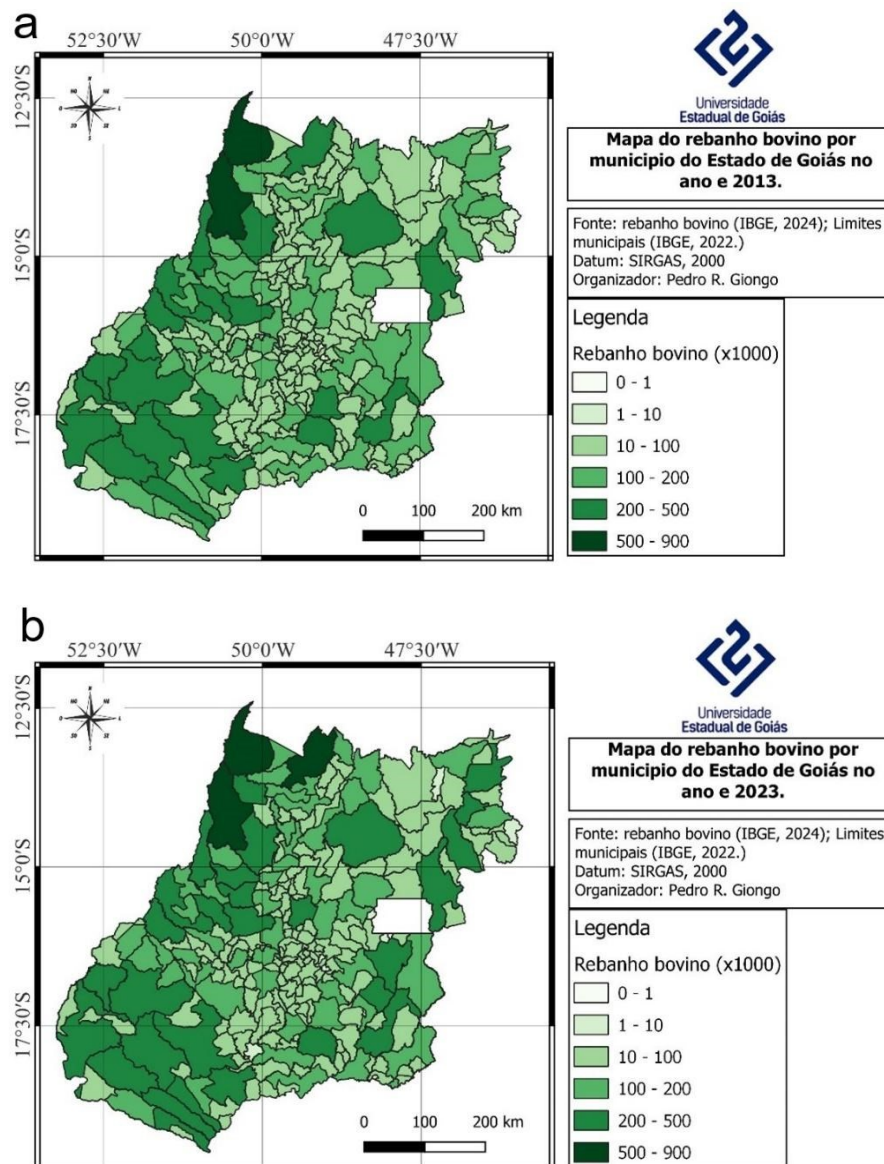 a
52°30'W 50°00'W 47°30'W
12°30'S
15°00'S
17°30'S
0 100 200 km
Universidade
Estadual de Goiás
Mapa do rebanho bovino por
municipio do Estado de Goiás no
ano e 2013.
Fonte: rebanho bovino (IBGE, 2024); Limites
municipais (IBGE, 2022.)
Datum: SIRGAS, 2000
Organizador: Pedro R. Giongo
Legenda
Rebanho bovino (x1000)
0 - 1
1 - 10
10 - 100
100 - 200
200 - 500
500 - 900
b
52°30'W 50°00'W 47°30'W
12°30'S
15°00'S
17°30'S
0 100 200 km
Universidade
Estadual de Goiás
Mapa do rebanho bovino por
municipio do Estado de Goiás no
ano e 2023.
Fonte: rebanho bovino (IBGE, 2024); Limites
municipais (IBGE, 2022.)
Datum: SIRGAS, 2000
Organizador: Pedro R. Giongo
Legenda
Rebanho bovino (x1000)
0 - 1
1 - 10
10 - 100
100 - 200
200 - 500
500 - 900